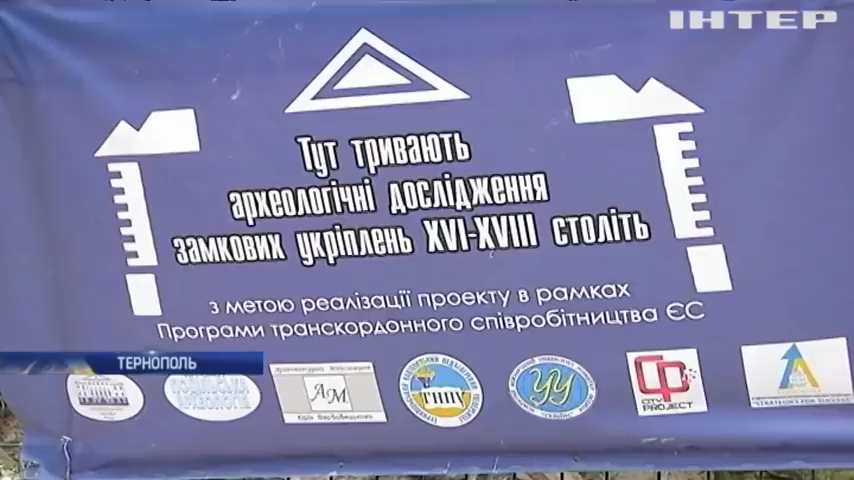 ІНТЕР
Тут тривають
археологічні дослідження
замкових укріплень XVI-XVIII століть
з метою реалізації проекту в рамках
Програми транскордонного співробітництва ЄС
ТЕРНОПОЛЬ
АМ
ТНПУ
УУ
CP
CITY
PROJECT